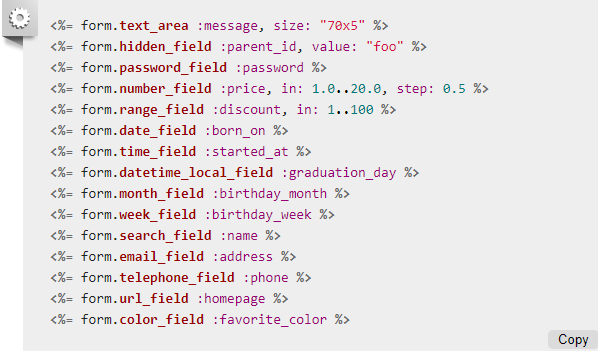 <%= form.text_area :message, size: "70x5" %>
<%= form.hidden_field :parent_id, value: "foo" %>
<%= form.password_field :password %>
<%= form.number_field :price, in: 1.0..20.0, step: 0.5 %>
<%= form.range_field :discount, in: 1..100 %>
<%= form.date_field :born_on %>
<%= form.time_field :started_at %>
<%= form.datetime_local_field :graduation_day %>
<%= form.month_field :birthday_month %>
<%= form.week_field :birthday_week %>
<%= form.search_field :name %>
<%= form.email_field :address %>
<%= form.telephone_field :phone %>
<%= form.url_field :homepage %>
<%= form.color_field :favorite_color %>
Copy